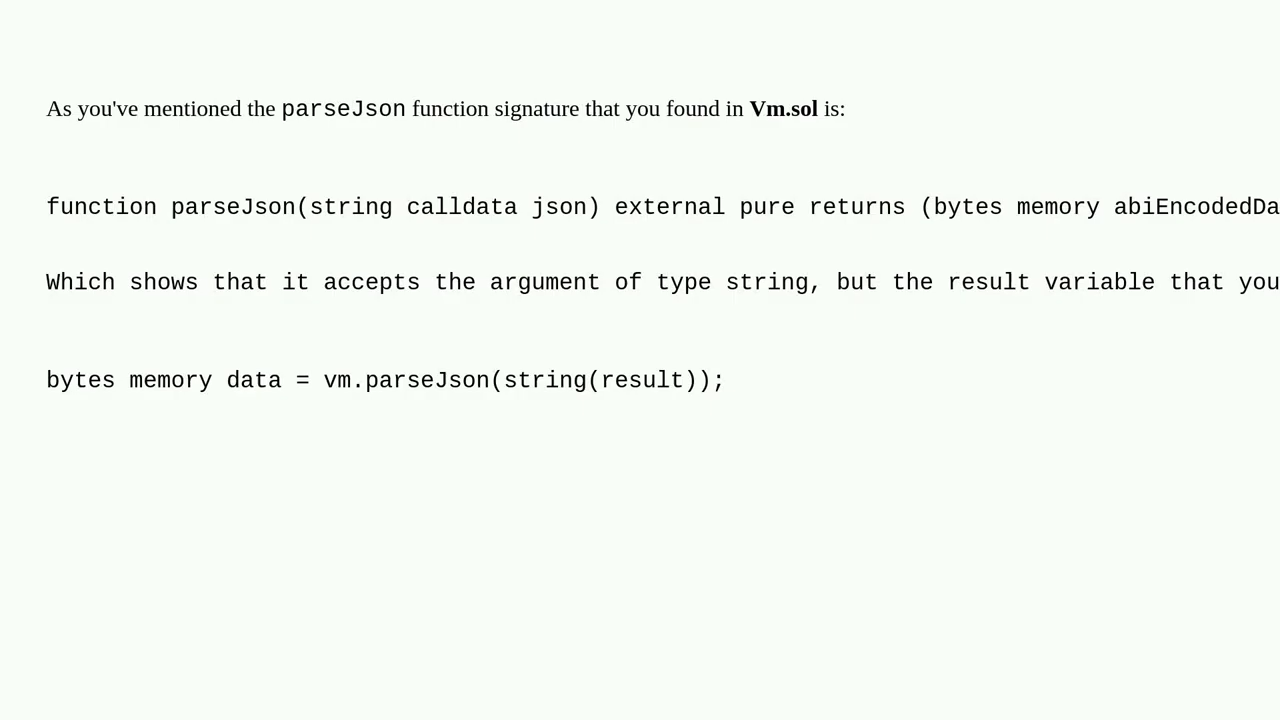 As you've mentioned the parseJson function signature that you found in Vm.sol is:
function parseJson(string calldata json) external pure returns (bytes memory abiEncodedDa
Which shows that it accepts the argument of type string, but the result variable that you
bytes memory data = vm.parseJson(string(result));